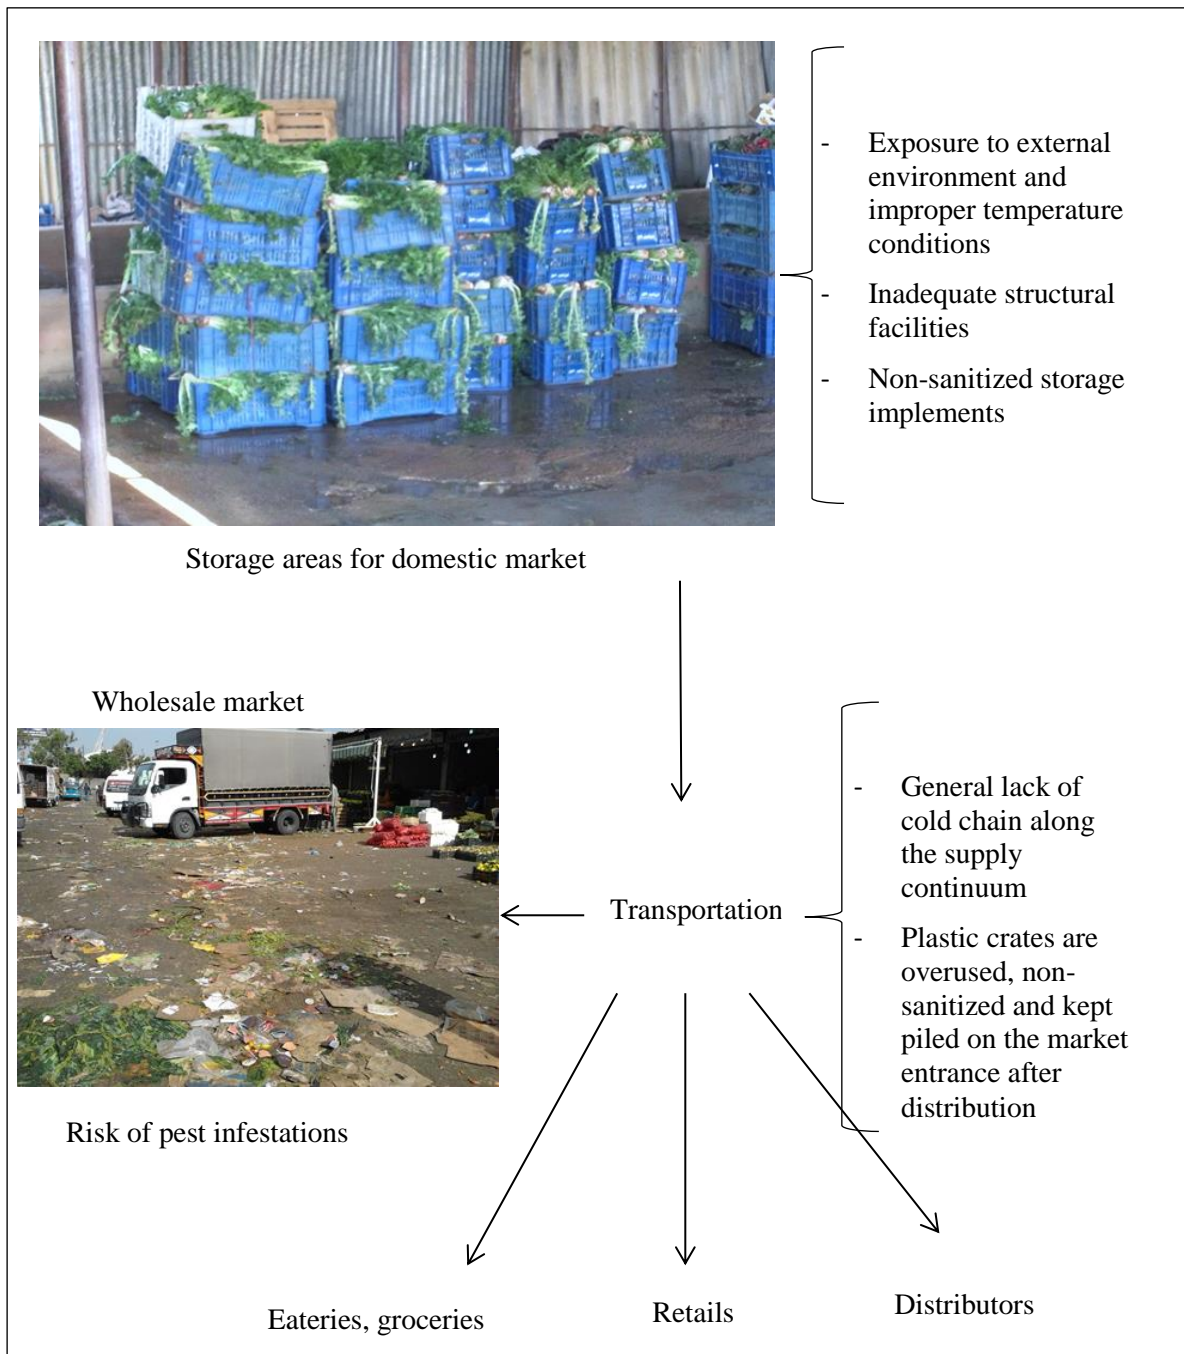 - Exposure to external
environment and
improper temperature
conditions
- Inadequate structural
facilities
- Non-sanitized storage
implements
Storage areas for domestic market
Wholesale market
Transportation
- General lack of
cold chain along
the supply
continuum
- Plastic crates are
overused, non-
sanitized and kept
piled on the market
entrance after
distribution
Risk of pest infestations
Eateries, groceries
Retails
Distributors